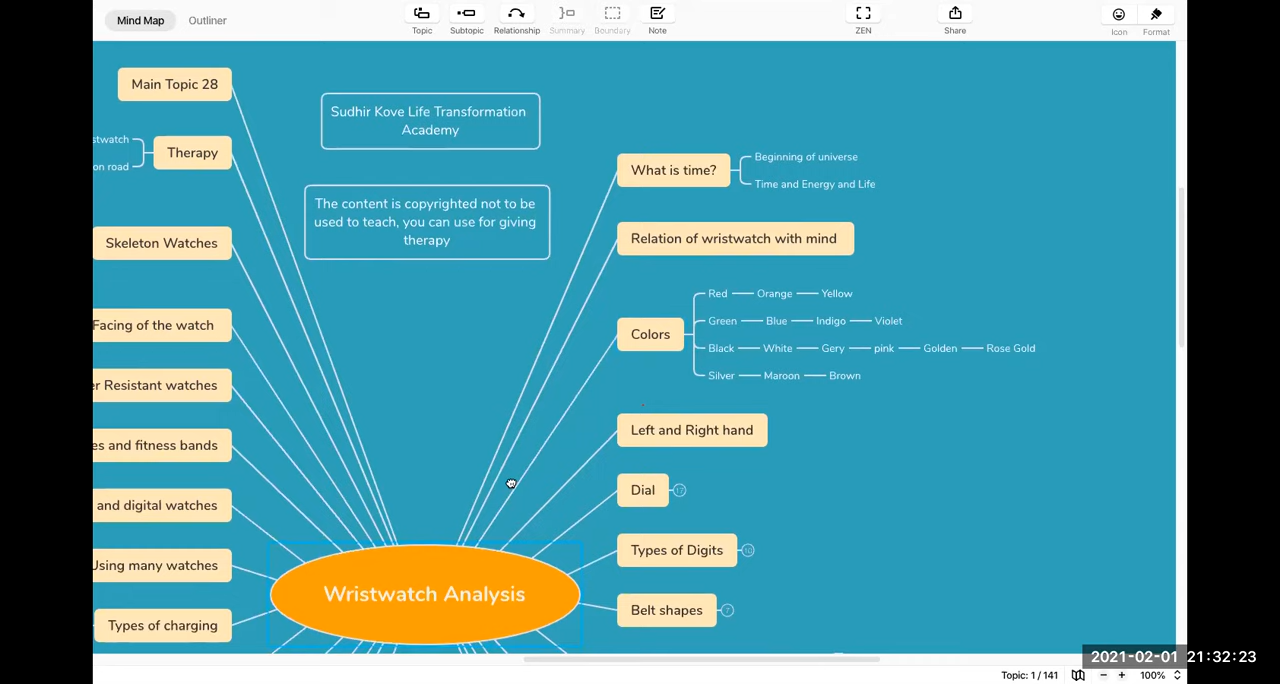 Mind Map
Outliner
Topic
Subtopic
Relationship
Summary
Boundary
Note
ZEN
Share
Icon
Format
Main Topic 28
Sudhir Kove Life Transformation
Academy
stwatch
on road
Therapy
The content is copyrighted not to be
used to teach, you can use for giving
therapy
What is time?
Beginning of universe
Time and Energy and Life
Skeleton Watches
Relation of wristwatch with mind
Facing of the watch
Colors
Red Orange Yellow
Green Blue Indigo Violet
Black White Gery pink Golden Rose Gold
Silver Maroon Brown
er Resistant watches
Left and Right hand
es and fitness bands
Dial 17
and digital watches
Types of Digits 10
Using many watches
Wristwatch Analysis
Belt shapes 7
Types of charging
2021-02-01 21:32:23
Topic: 1 / 141
100%